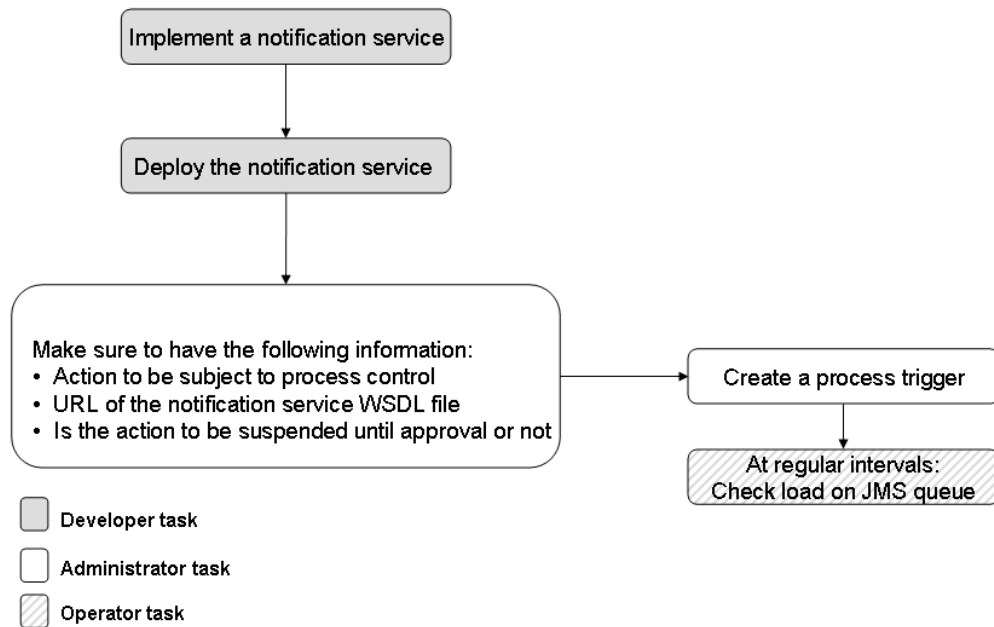 Implement a notification service
Deploy the notification service
Make sure to have the following information:
• Action to be subject to process control
• URL of the notification service WSDL file
• Is the action to be suspended until approval or not
Create a process trigger
At regular intervals:
Check load on JMS queue
Developer task
Administrator task
Operator task